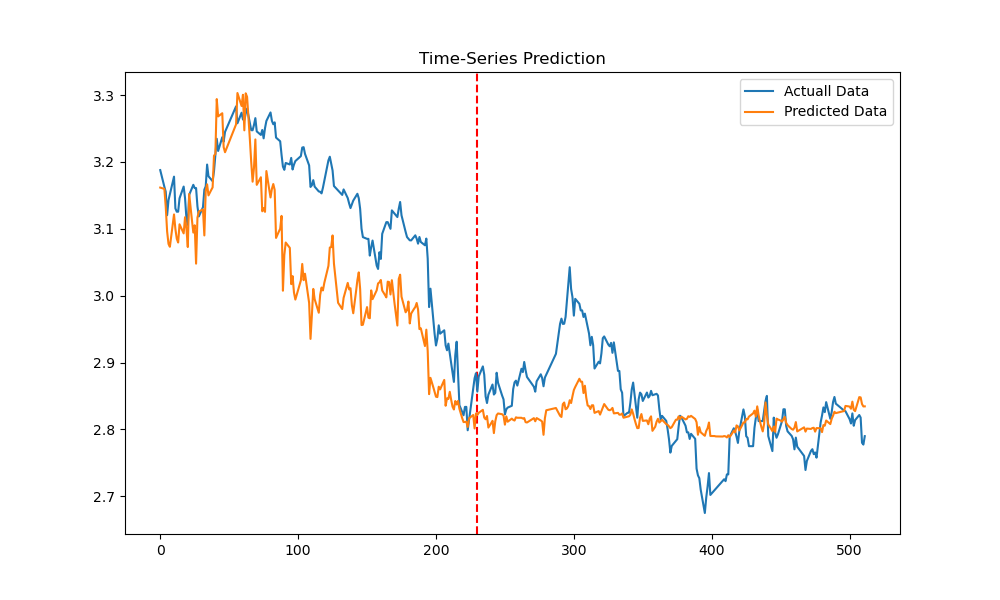 Time-Series Prediction
Actuall Data
Predicted Data
3.3
3.2
3.1
3.0
2.9
2.8
2.7
0 100 200 300 400 500